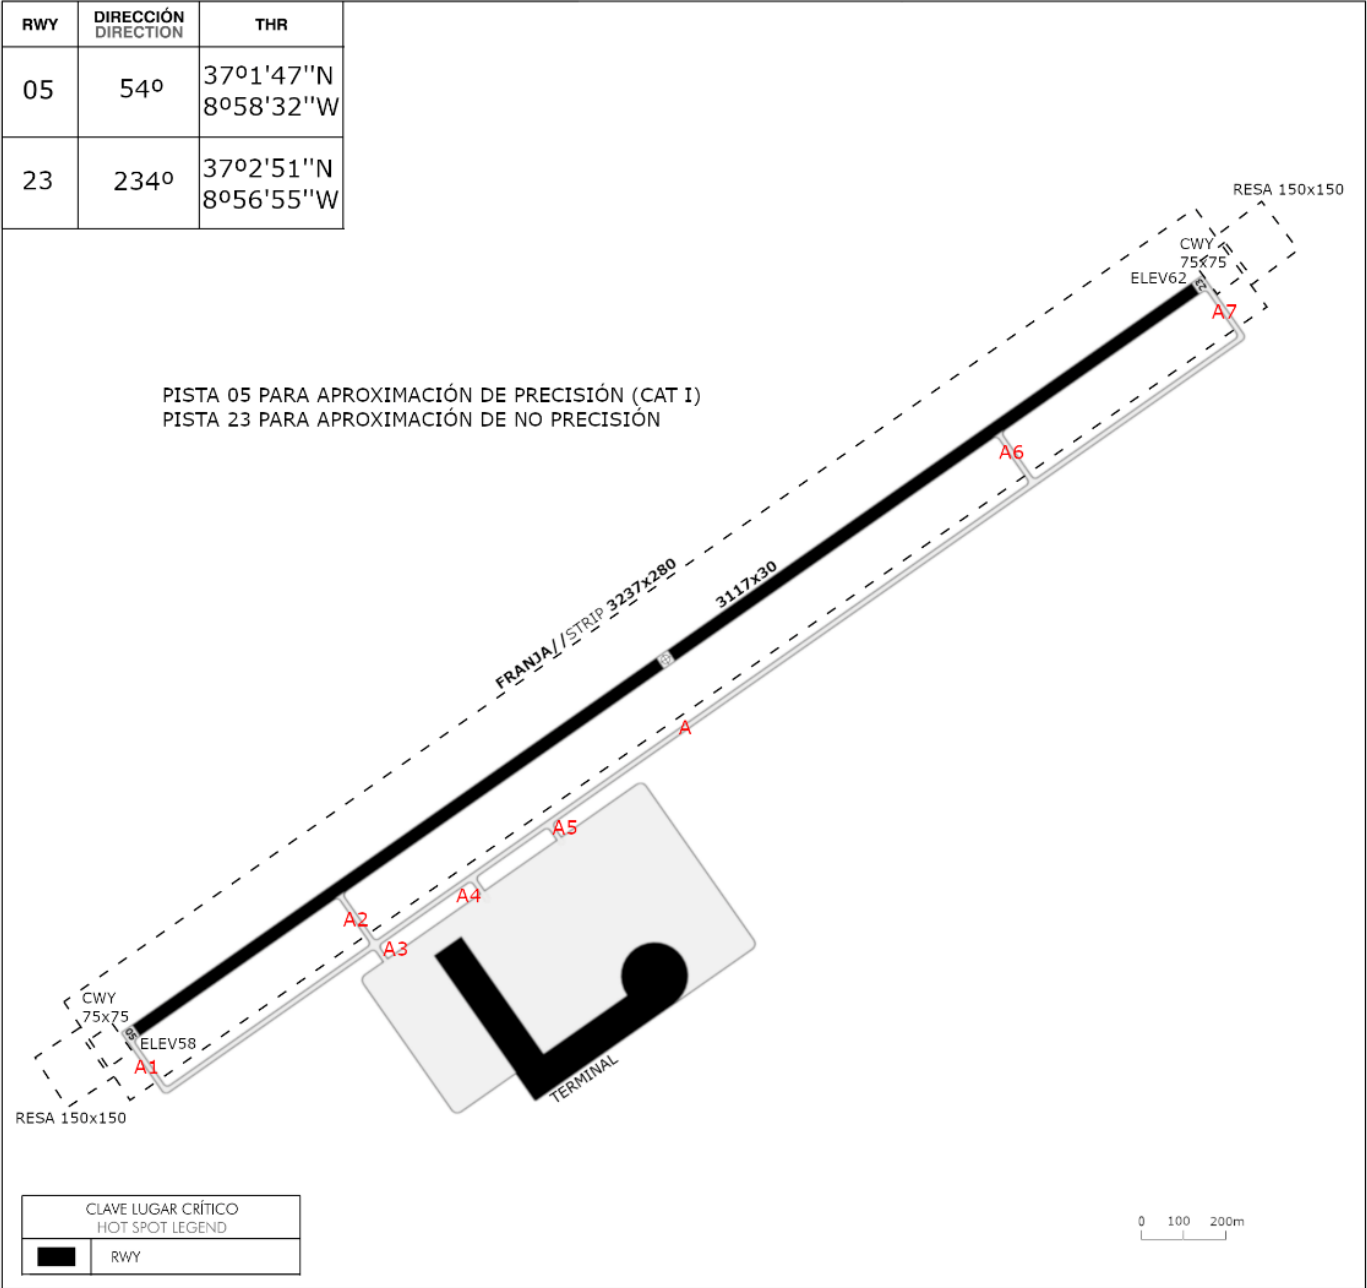 RWY
DIRECCIÓN
DIRECTION
THR
05
54º
37º1'47''N
8º58'32''W
23
234º
37º2'51''N
8º56'55''W
RESA 150x150
CWY
75x75
ELEV62
23
A7
PISTA 05 PARA APROXIMACIÓN DE PRECISIÓN (CAT I)
PISTA 23 PARA APROXIMACIÓN DE NO PRECISIÓN
A6
3117x30
FRANJA//STRIP 3237x280
A
A5
A4
A2
A3
CWY
75x75
05
ELEV58
A1
TERMINAL
RESA 150x150
CLAVE LUGAR CRÍTICO
HOT SPOT LEGEND
RWY
0 100 200m